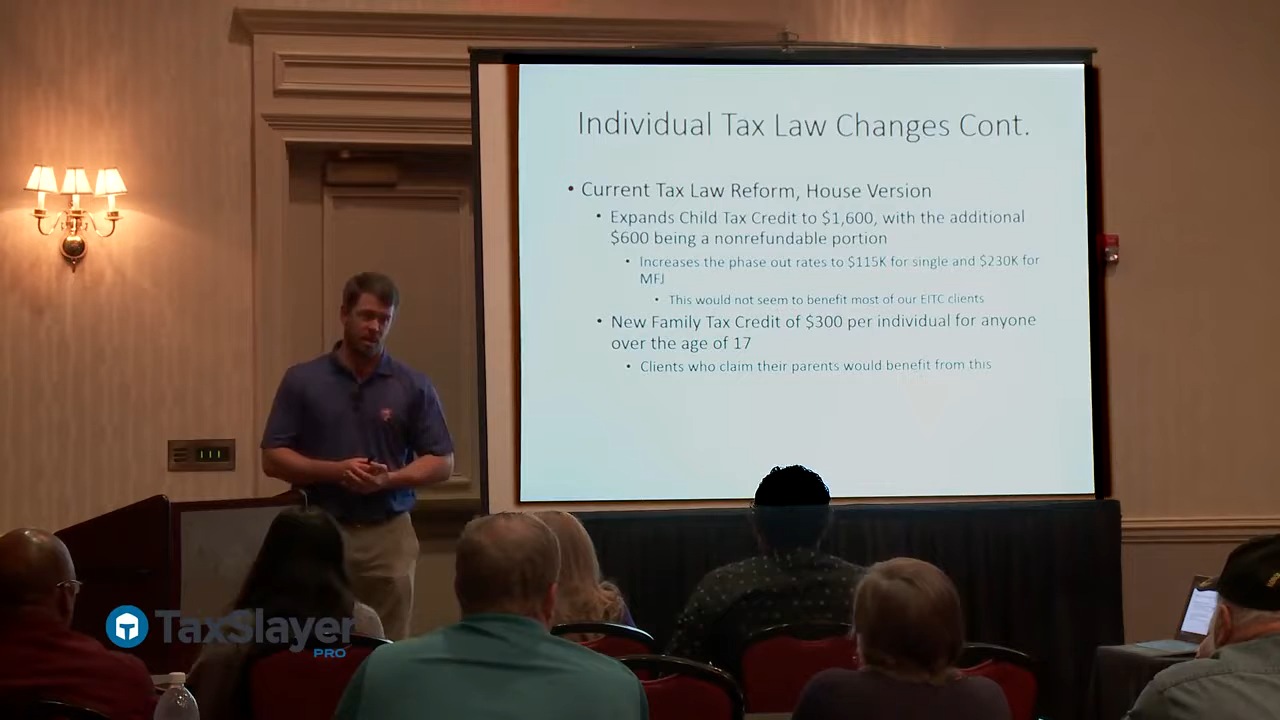 Individual Tax Law Changes Cont.
• Current Tax Law Reform, House Version
• Expands Child Tax Credit to $1,600, with the additional
$600 being a nonrefundable portion
• Increases the phase out rates to $115K for single and $230K for
MFJ
• This would not seem to benefit most of our EITC clients
• New Family Tax Credit of $300 per individual for anyone
over the age of 17
• Clients who claim their parents would benefit from this
TaxSlayer
PRO